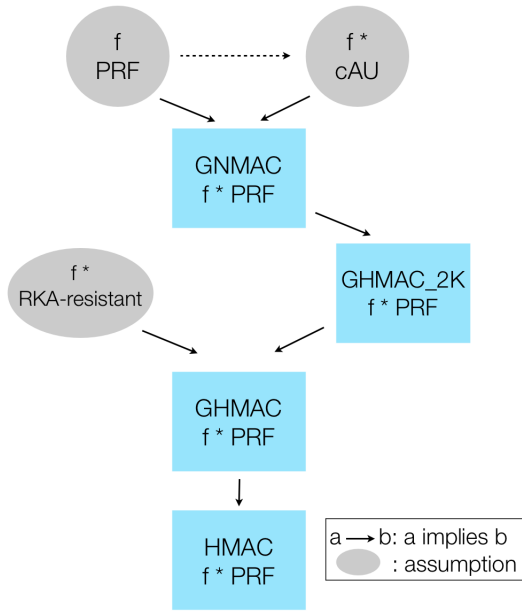 f
PRF
f *
cAU
GNMAC
f * PRF
f *
RKA-resistant
GHMAC_2K
f * PRF
GHMAC
f * PRF
HMAC
f * PRF
a → b: a implies b
: assumption